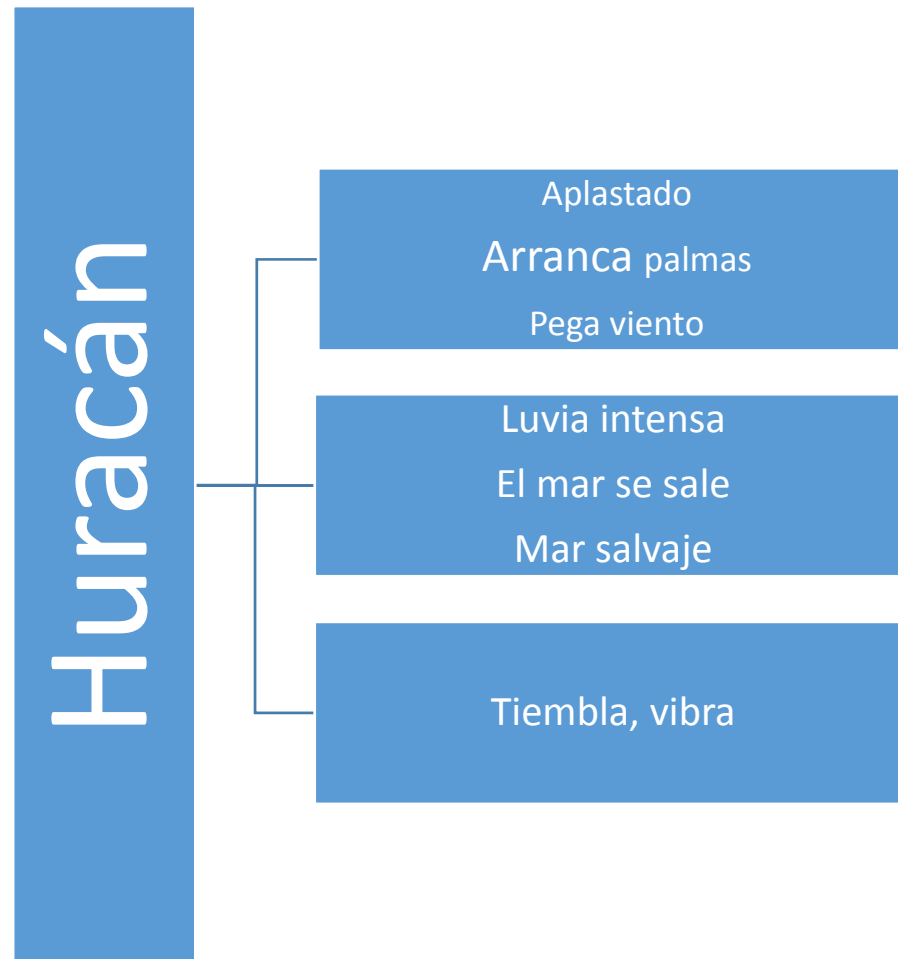 Huracán
Aplastado
Arranca palmas
Pega viento
Luvia intensa
El mar se sale
Mar salvaje
Tiembla, vibra